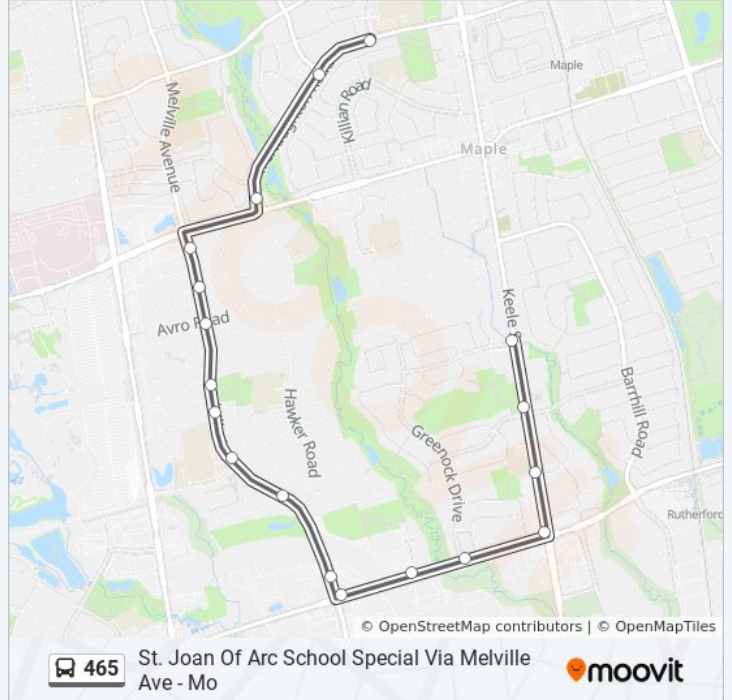 Maple
Killian Road
Melville Avenue
Maple
Keele
Avro Road
Hawker Road
Barrhill Road
Greenock Drive
Rutherford
© OpenStreetMap contributors | © OpenMapTiles
465
St. Joan Of Arc School Special Via Melville
Ave - Mo
moovit